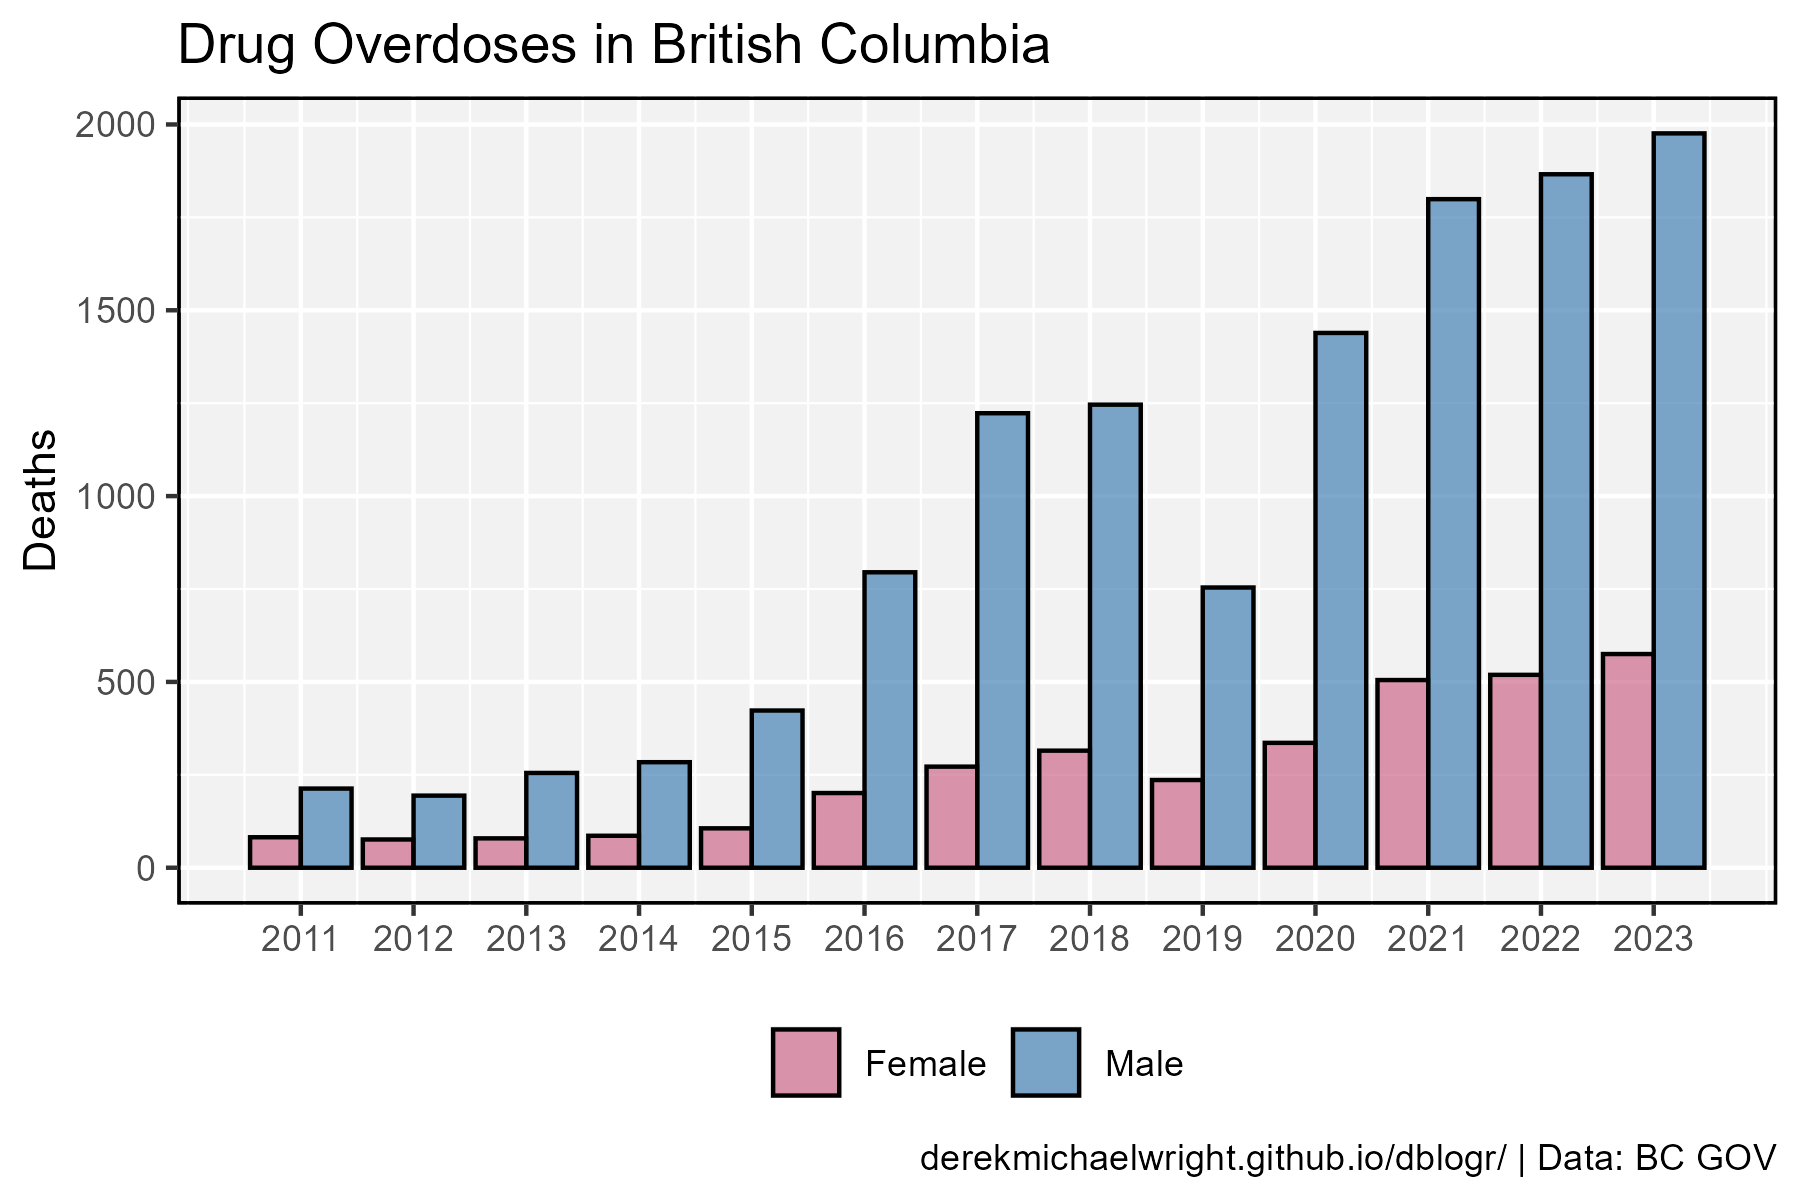 Drug Overdoses in British Columbia
Deaths
2000
1500
1000
500
0
2011 2012 2013 2014 2015 2016 2017 2018 2019 2020 2021 2022 2023
Female Male
derekmichaelwright.github.io/dblogr/ | Data: BC GOV